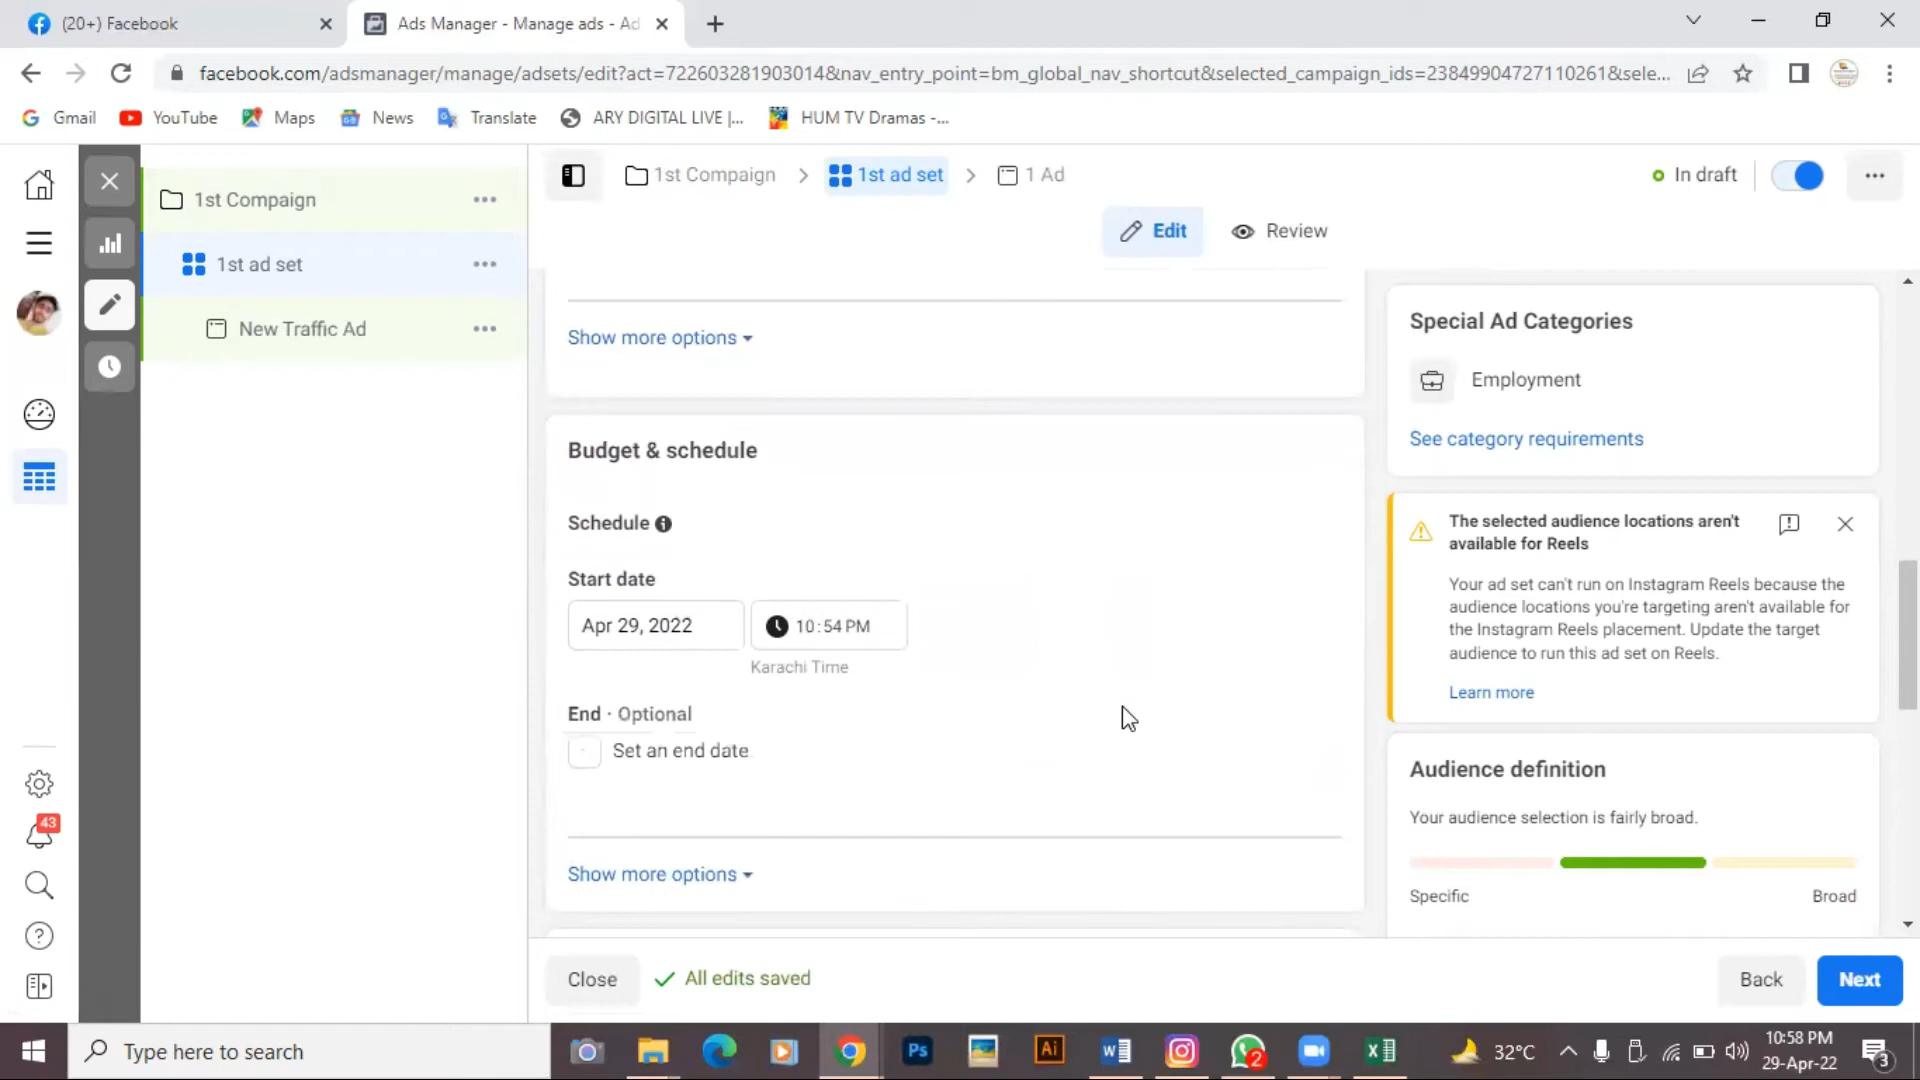 (20+) Facebook
Ads Manager - Manage ads - Ad
facebook.com/adsmanager/manage/adsets/edit?act=722603281903014&nav_entry_point=bm_global_nav_shortcut&selected_campaign_ids=23849904727110261&sele...
Gmail
YouTube
Maps
News
Translate
ARY DIGITAL LIVE |...
HUM TV Dramas -...
1st Compaign
1st ad set
New Traffic Ad
1st Compaign
1st ad set
1 Ad
In draft
Edit
Review
Show more options
Budget & schedule
Schedule
Start date
Apr 29, 2022
10:54 PM
Karachi Time
End · Optional
Set an end date
Show more options
Special Ad Categories
Employment
See category requirements
The selected audience locations aren't
available for Reels
Your ad set can't run on Instagram Reels because the
audience locations you're targeting aren't available for
the Instagram Reels placement. Update the target
audience to run this ad set on Reels.
Learn more
Audience definition
Your audience selection is fairly broad.
Specific
Broad
43
Close
All edits saved
Back
Next
Type here to search
Ps
Ai
2
32°C
10:58 PM
29-Apr-22
3